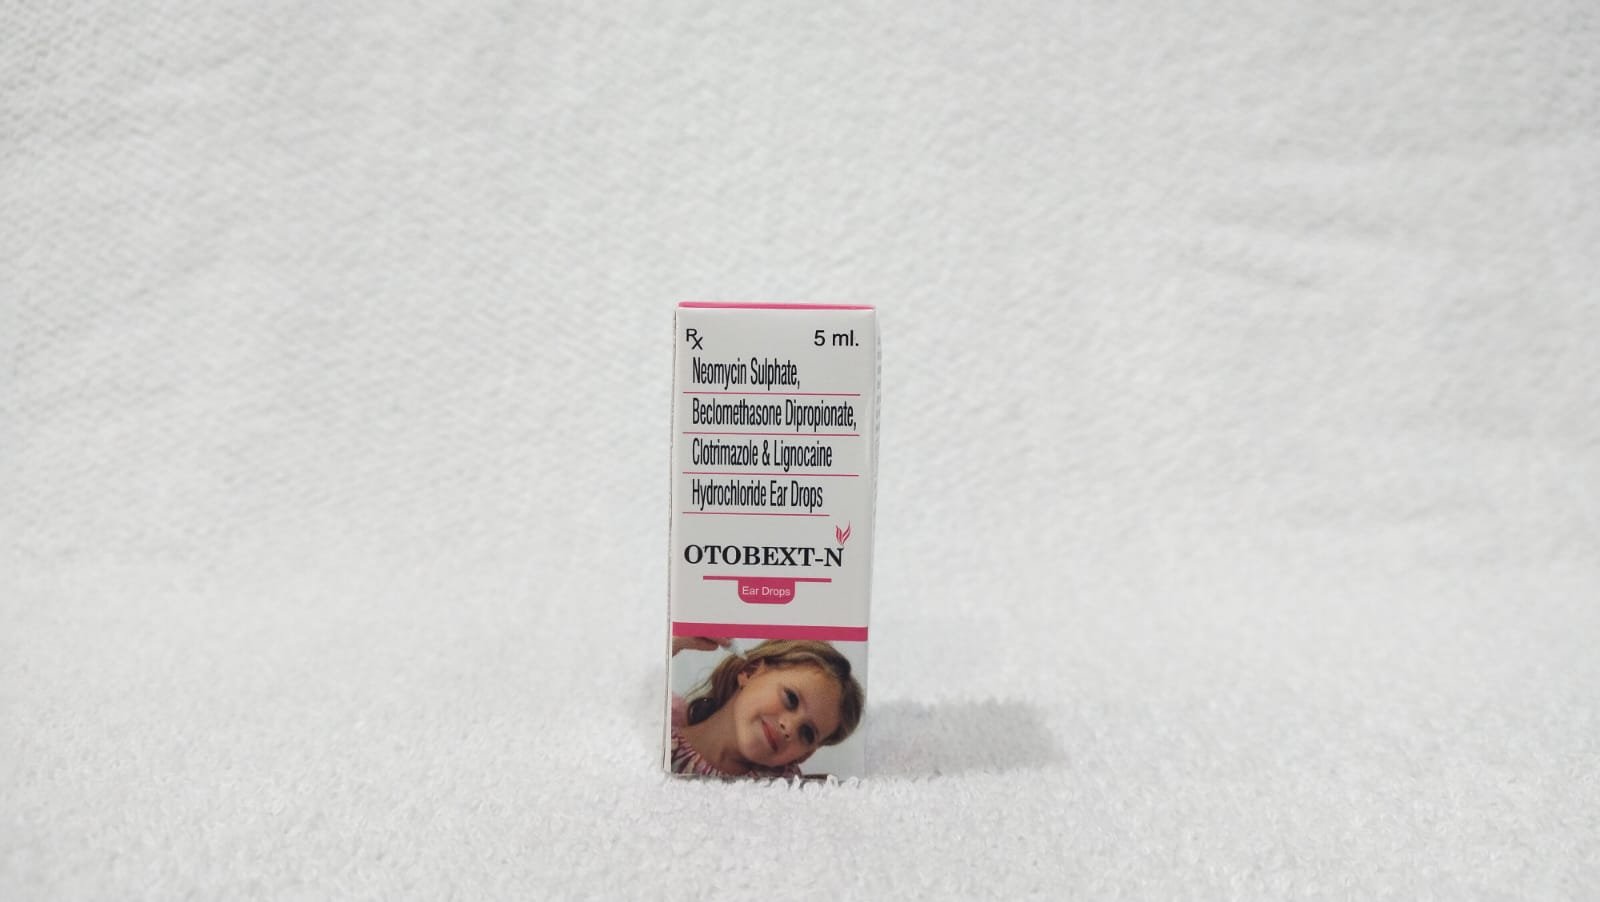 Rx 5 ml.
Neomycin Sulphate,
Beclomethasone Dipropionate,
Clotrimazole & Lignocaine
Hydrochloride Ear Drops
OTOBEXT-N
Ear Drops